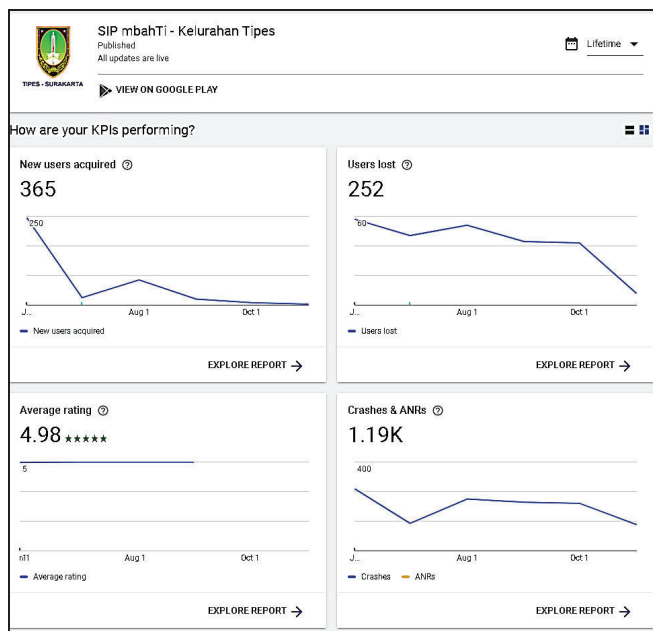 SIP mbahTi - Kelurahan Tipes
Published
All updates are live
Lifetime
TIPES - SURAKARTA
VIEW ON GOOGLE PLAY
How are your KPIs performing?
New users acquired
365
250
J... Aug 1 Oct 1
New users acquired
EXPLORE REPORT
Users lost
252
60
J... Aug 1 Oct 1
Users lost
EXPLORE REPORT
Average rating
4.98 ★★★★★
5
n11 Aug 1 Oct 1
Average rating
EXPLORE REPORT
Crashes & ANRs
1.19K
400
J... Aug 1 Oct 1
Crashes ANRs
EXPLORE REPORT